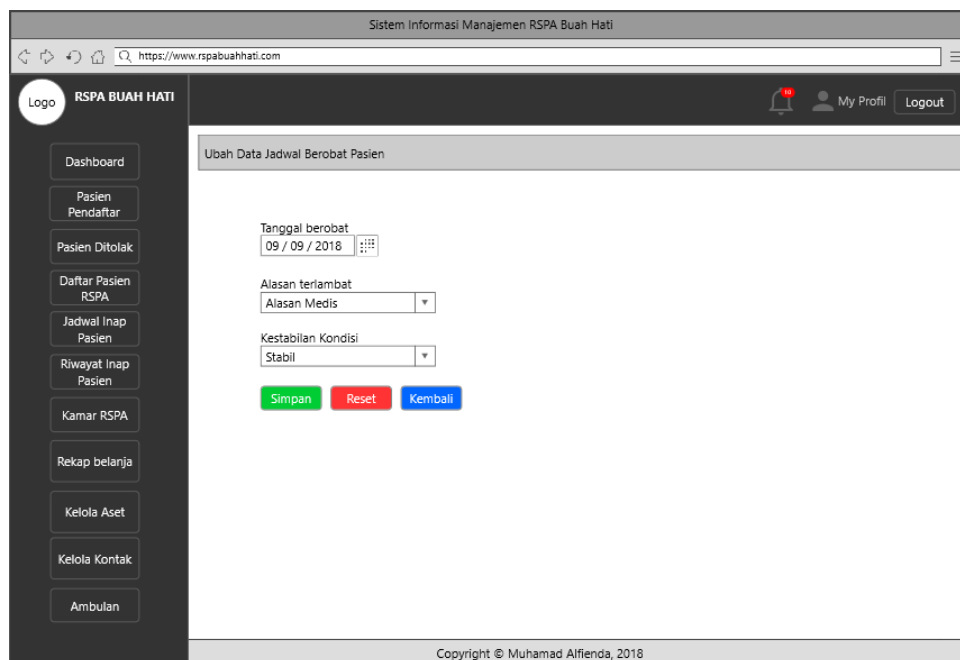 Sistem Informasi Manajemen RSPA Buah Hati
https://www.rspabuahhati.com
Logo
RSPA BUAH HATI
10
My Profil
Logout
Dashboard
Pasien
Pendaftar
Pasien Ditolak
Daftar Pasien
RSPA
Jadwal Inap
Pasien
Riwayat Inap
Pasien
Kamar RSPA
Rekap belanja
Kelola Aset
Kelola Kontak
Ambulan
Ubah Data Jadwal Berobat Pasien
Tanggal berobat
09 / 09 / 2018
Alasan terlambat
Alasan Medis
Kestabilan Kondisi
Stabil
Simpan
Reset
Kembali
Copyright © Muhamad Alfienda, 2018